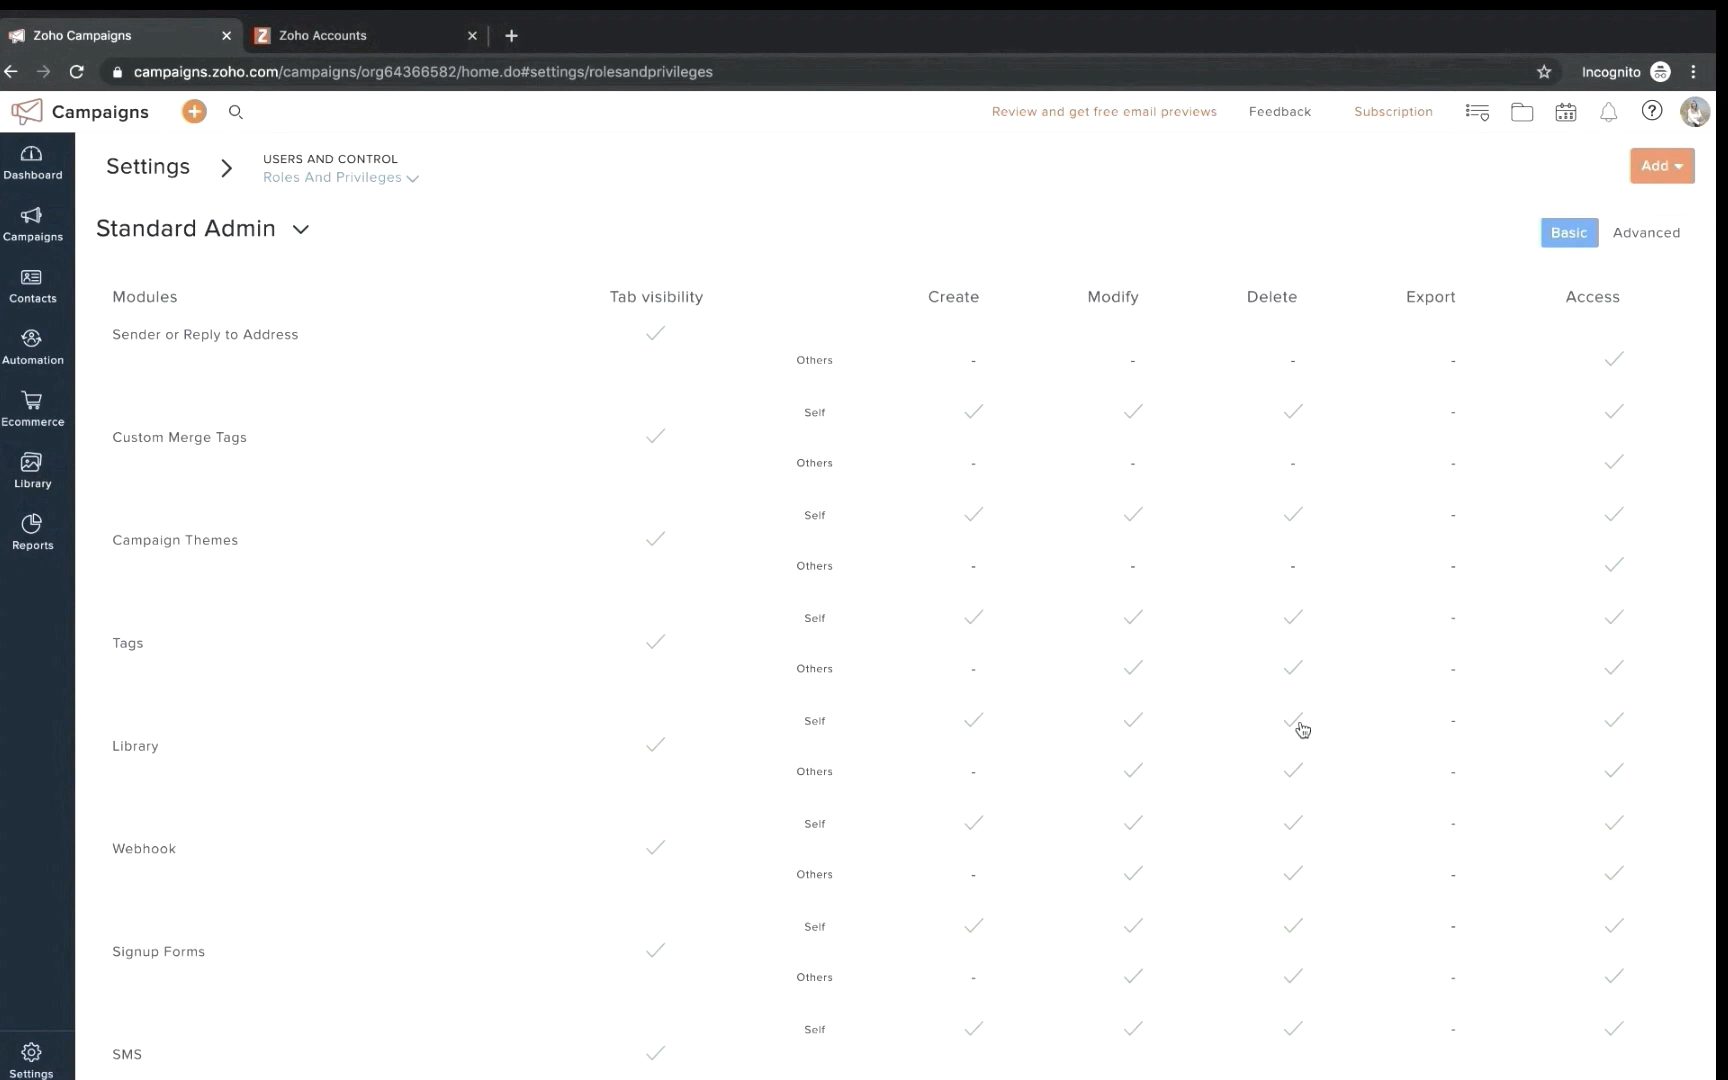 Zoho Campaigns
Zoho Accounts
campaigns.zoho.com/campaigns/org64366582/home.do#settings/rolesandprivileges
Incognito
Campaigns
Review and get free email previews
Feedback
Subscription
Dashboard
Campaigns
Contacts
Automation
Ecommerce
Library
Reports
Settings
Settings
USERS AND CONTROL
Roles And Privileges
Add
Standard Admin
Basic
Advanced
Modules Tab visibility Create Modify Delete Export Access
Sender or Reply to Address
Others - - - -
Self -
Custom Merge Tags
Others - - - -
Self -
Campaign Themes
Others - - - -
Self -
Tags
Others - -
Self -
Library
Others - -
Self -
Webhook
Others - -
Self -
Signup Forms
Others - -
Self -
SMS